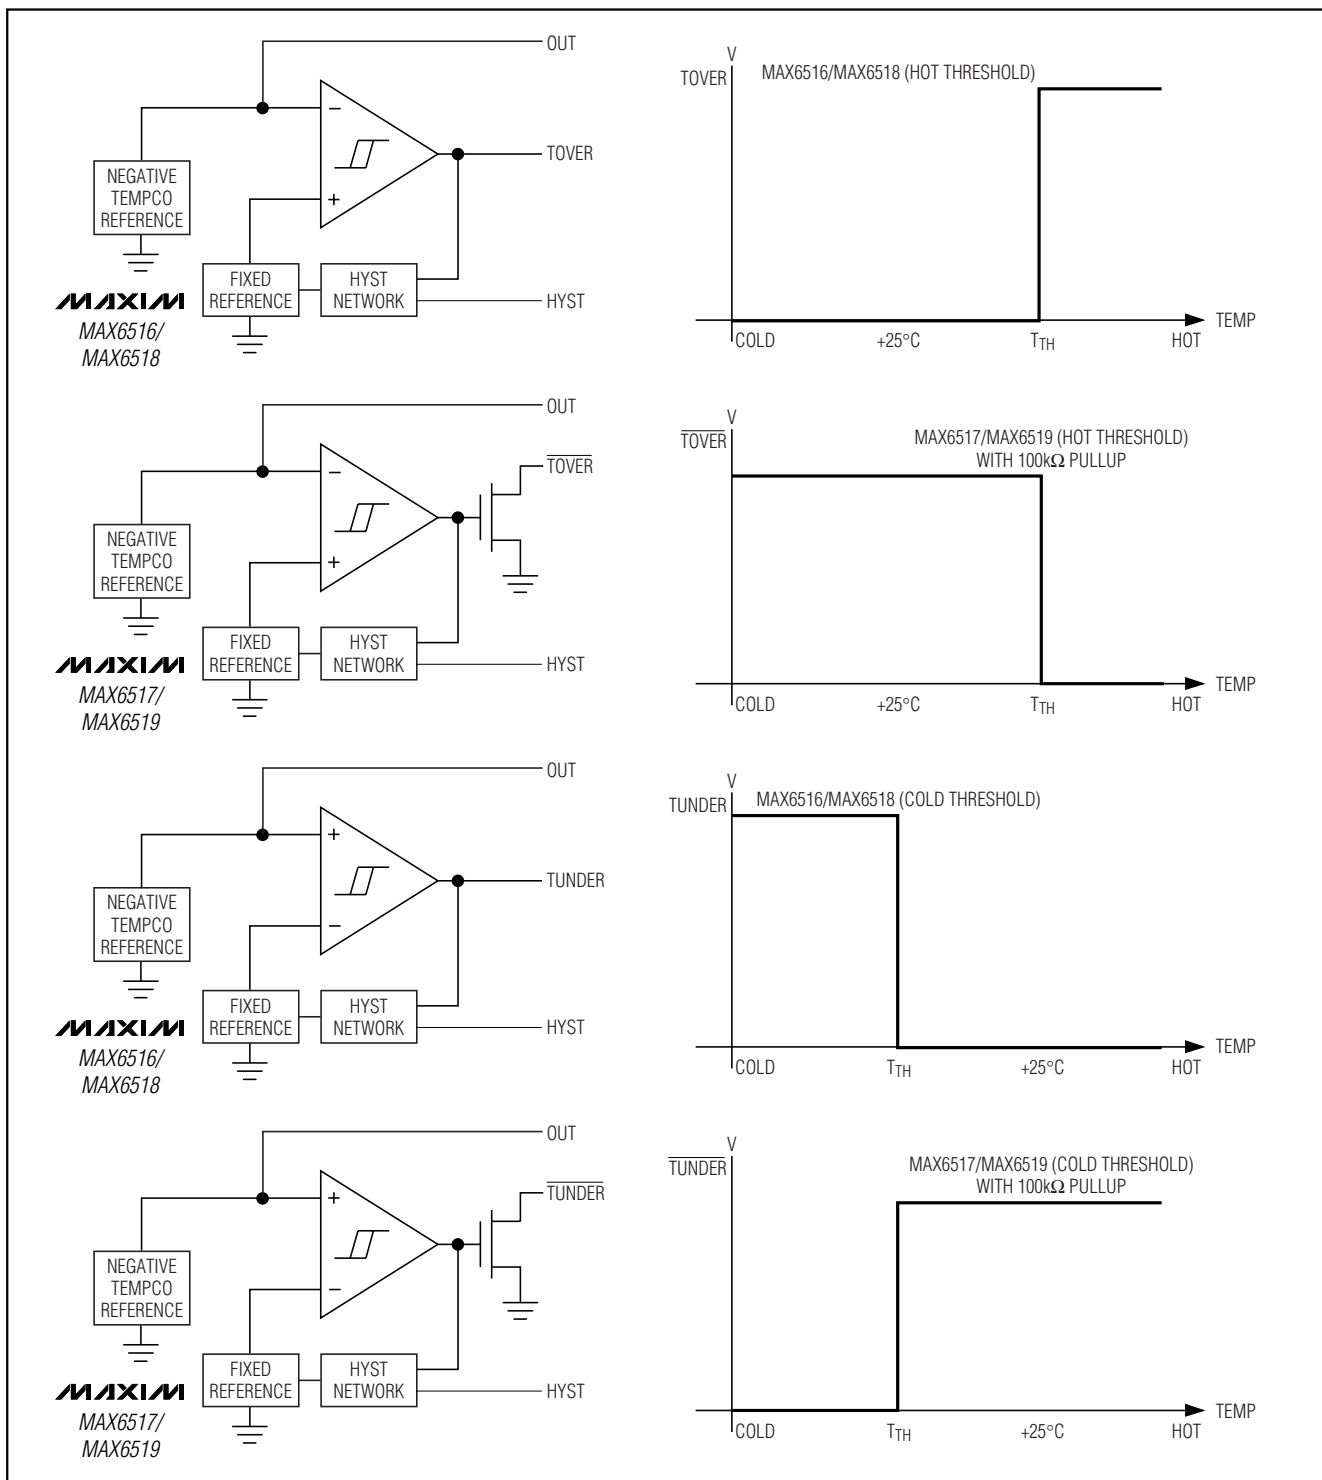 OUT
V
TOVER
MAX6516/MAX6518 (HOT THRESHOLD)
−
TOVER
NEGATIVE
TEMPCO
REFERENCE
+
FIXED
REFERENCE
HYST
NETWORK
HYST
MAXIM
MAX6516/
MAX6518
TEMP
COLD
+25°C
TTH
HOT
OUT
V
TOVER
MAX6517/MAX6519 (HOT THRESHOLD)
WITH 100kΩ PULLUP
−
TOVER
NEGATIVE
TEMPCO
REFERENCE
+
FIXED
REFERENCE
HYST
NETWORK
HYST
MAXIM
MAX6517/
MAX6519
TEMP
COLD
+25°C
TTH
HOT
OUT
V
TUNDER
MAX6516/MAX6518 (COLD THRESHOLD)
+
TUNDER
NEGATIVE
TEMPCO
REFERENCE
−
FIXED
REFERENCE
HYST
NETWORK
HYST
MAXIM
MAX6516/
MAX6518
TEMP
COLD
TTH
+25°C
HOT
OUT
V
TUNDER
MAX6517/MAX6519 (COLD THRESHOLD)
WITH 100kΩ PULLUP
+
TUNDER
NEGATIVE
TEMPCO
REFERENCE
−
FIXED
REFERENCE
HYST
NETWORK
HYST
MAXIM
MAX6517/
MAX6519
TEMP
COLD
TTH
+25°C
HOT